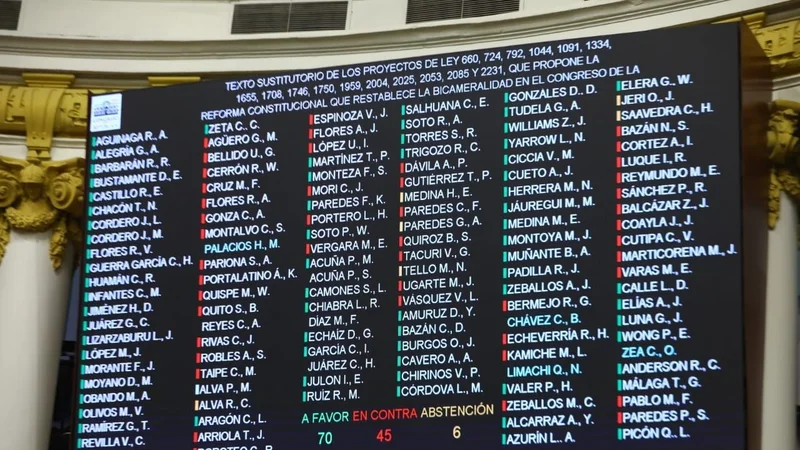 TEXTO SUSTITUTORIO DE LOS PROYECTOS DE LEY 660, 724, 792, 1044, 1091, 1334,
1655, 1708, 1746, 1750, 1959, 2004, 2025, 2053, 2085 Y 2231, QUE PROPONE LA
REFORMA CONSTITUCIONAL QUE RESTABLECE LA BICAMERALIDAD EN EL CONGRESO DE LA
AGUINAGA R., A.
ALEGRÍA G., A.
BARBARÁN R., R.
BUSTAMANTE D., E.
CASTILLO R., E.
CHACÓN T., N.
CORDERO J., L.
CORDERO J., M.
FLORES R., V.
GUERRA GARCÍA C., H.
HUAMÁN C., R.
INFANTES C., M.
JIMÉNEZ H., D.
JUÁREZ G., C.
LIZARZABURU L., J.
LÓPEZ M., J.
MORANTE F., J.
MOYANO D., M.
OBANDO M., A.
OLIVOS M., V.
RAMÍREZ G., T.
REVILLA V., C.
ZETA C., C.
AGÜERO G., M.
BELLIDO U., G.
CERRÓN R., W.
CRUZ M., F.
FLORES R., A.
GONZA C., A.
MONTALVO C., S.
PALACIOS H., M.
PARIONA S., A.
PORTALATINO Á., K.
QUISPE M., W.
QUITO S., B.
REYES C., A.
RIVAS C., J.
ROBLES A., S.
TAIPE C., M.
ALVA P., M.
ALVA R., C.
ARAGÓN C., L.
ARRIOLA T., J.
ESPINOZA V., J.
FLORES A., J.
LÓPEZ U., I.
MARTÍNEZ T., P.
MONTEZA F., S.
MORI C., J.
PAREDES F., K.
PORTERO L., H.
SOTO P., W.
VERGARA M., E.
ACUÑA P., M.
ACUÑA P., S.
CAMONES S., L.
CHIABRA L., R.
DÍAZ M., F.
ECHAÍZ D., G.
GARCÍA C., I.
JUÁREZ C., H.
JULON I., E.
RUÍZ R., M.
SALHUANA C., E.
SOTO R., A.
TORRES S., R.
TRIGOZO R., C.
DÁVILA A., P.
GUTIÉRREZ T., P.
MEDINA H., E.
PAREDES C., F.
PAREDES G., A.
QUIROZ B., S.
TACURI V., G.
TELLO M., N.
UGARTE M., J.
VÁSQUEZ V., L.
AMURUZ D., Y.
BAZÁN C., D.
BURGOS O., J.
CAVERO A., A.
CHIRINOS V., P.
CÓRDOVA L., M.
GONZALES D., D.
TUDELA G., A.
WILLIAMS Z., J.
YARROW L., N.
CICCIA V., M.
CUETO A., J.
HERRERA M., N.
JÁUREGUI M., M.
MEDINA M., E.
MONTOYA M., J.
MUÑANTE B., A.
PADILLA R., J.
ZEBALLOS A., J.
BERMEJO R., G.
CHÁVEZ C., B.
ECHEVERRÍA R., H.
KAMICHE M., L.
LIMACHI Q., N.
VALER P., H.
ZEBALLOS M., C.
ALCARRAZ A., Y.
AZURÍN L., A.
ELERA G., W.
JERI O., J.
SAAVEDRA C., H.
BAZÁN N., S.
CORTEZ A., I.
LUQUE I., R.
REYMUNDO M., E.
SÁNCHEZ P., R.
BALCÁZAR Z., J.
COAYLA J., J.
CUTIPA C., V.
MARTICORENA M., J.
VARAS M., E.
CALLE L., D.
ELÍAS A., J.
LUNA G., J.
WONG P., E.
ZEA C., O.
ANDERSON R., C.
MÁLAGA T., G.
PABLO M., F.
PAREDES P., S.
PICÓN Q., L.
A FAVOR EN CONTRA ABSTENCIÓN
70 45 6